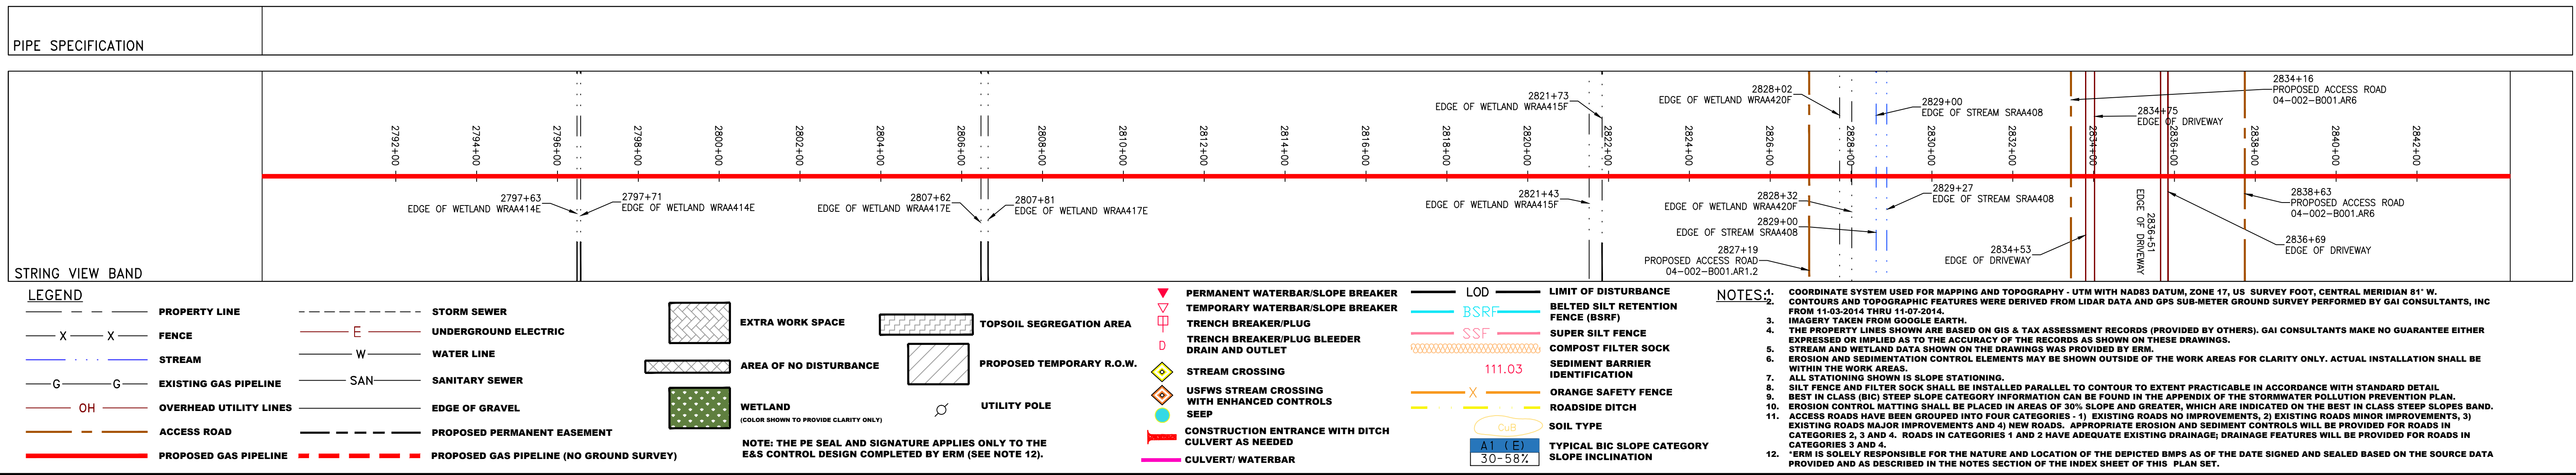 PIPE SPECIFICATION
2792+00
2794+00
2796+00
2798+00
2800+00
2802+00
2804+00
2806+00
2808+00
2810+00
2812+00
2814+00
2816+00
2818+00
2820+00
2822+00
2824+00
2826+00
2828+00
2830+00
2832+00
2834+00
2836+00
2838+00
2840+00
2842+00
2821+73
EDGE OF WETLAND WRAA415F
2828+02
EDGE OF WETLAND WRAA420F
2829+00
EDGE OF STREAM SRAA408
2834+16
PROPOSED ACCESS ROAD
04-002-B001.AR6
2834+75
EDGE OF DRIVEWAY
2797+63
EDGE OF WETLAND WRAA414E
2797+71
EDGE OF WETLAND WRAA414E
2807+62
EDGE OF WETLAND WRAA417E
2807+81
EDGE OF WETLAND WRAA417E
2821+43
EDGE OF WETLAND WRAA415F
2828+32
EDGE OF WETLAND WRAA420F
2829+00
EDGE OF STREAM SRAA408
2827+19
PROPOSED ACCESS ROAD
04-002-B001.AR1.2
2829+27
EDGE OF STREAM SRAA408
2834+53
EDGE OF DRIVEWAY
2836+51
EDGE OF DRIVEWAY
2836+69
EDGE OF DRIVEWAY
2838+63
PROPOSED ACCESS ROAD
04-002-B001.AR6
STRING VIEW BAND
LEGEND
PROPERTY LINE
X X FENCE
STREAM
G G EXISTING GAS PIPELINE
OH OVERHEAD UTILITY LINES
ACCESS ROAD
PROPOSED GAS PIPELINE
STORM SEWER
E UNDERGROUND ELECTRIC
W WATER LINE
SAN SANITARY SEWER
EDGE OF GRAVEL
PROPOSED PERMANENT EASEMENT
PROPOSED GAS PIPELINE (NO GROUND SURVEY)
EXTRA WORK SPACE
AREA OF NO DISTURBANCE
WETLAND
(COLOR SHOWN TO PROVIDE CLARITY ONLY)
TOPSOIL SEGREGATION AREA
PROPOSED TEMPORARY R.O.W.
UTILITY POLE
NOTE: THE PE SEAL AND SIGNATURE APPLIES ONLY TO THE
E&S CONTROL DESIGN COMPLETED BY ERM (SEE NOTE 12).
PERMANENT WATERBAR/SLOPE BREAKER
TEMPORARY WATERBAR/SLOPE BREAKER
TRENCH BREAKER/PLUG
D TRENCH BREAKER/PLUG BLEEDER
DRAIN AND OUTLET
STREAM CROSSING
USFWS STREAM CROSSING
WITH ENHANCED CONTROLS
SEEP
CONSTRUCTION ENTRANCE WITH DITCH
CULVERT AS NEEDED
CULVERT/ WATERBAR
LOD LIMIT OF DISTURBANCE
BSRF BELTED SILT RETENTION
FENCE (BSRF)
SSF SUPER SILT FENCE
COMPOST FILTER SOCK
111.03 SEDIMENT BARRIER
IDENTIFICATION
X ORANGE SAFETY FENCE
ROADSIDE DITCH
CuB SOIL TYPE
A1 (E) TYPICAL BIC SLOPE CATEGORY
30-58% SLOPE INCLINATION
NOTES:
1. COORDINATE SYSTEM USED FOR MAPPING AND TOPOGRAPHY - UTM WITH NAD83 DATUM, ZONE 17, US SURVEY FOOT, CENTRAL MERIDIAN 81° W.
2. CONTOURS AND TOPOGRAPHIC FEATURES WERE DERIVED FROM LIDAR DATA AND GPS SUB-METER GROUND SURVEY PERFORMED BY GAI CONSULTANTS, INC
FROM 11-03-2014 THRU 11-07-2014.
3. IMAGERY TAKEN FROM GOOGLE EARTH.
4. THE PROPERTY LINES SHOWN ARE BASED ON GIS & TAX ASSESSMENT RECORDS (PROVIDED BY OTHERS). GAI CONSULTANTS MAKE NO GUARANTEE EITHER
EXPRESSED OR IMPLIED AS TO THE ACCURACY OF THE RECORDS AS SHOWN ON THESE DRAWINGS.
5. STREAM AND WETLAND DATA SHOWN ON THE DRAWINGS WAS PROVIDED BY ERM.
6. EROSION AND SEDIMENTATION CONTROL ELEMENTS MAY BE SHOWN OUTSIDE OF THE WORK AREAS FOR CLARITY ONLY. ACTUAL INSTALLATION SHALL BE
WITHIN THE WORK AREAS.
7. ALL STATIONING SHOWN IS SLOPE STATIONING.
8. SILT FENCE AND FILTER SOCK SHALL BE INSTALLED PARALLEL TO CONTOUR TO EXTENT PRACTICABLE IN ACCORDANCE WITH STANDARD DETAIL
9. BEST IN CLASS (BIC) STEEP SLOPE CATEGORY INFORMATION CAN BE FOUND IN THE APPENDIX OF THE STORMWATER POLLUTION PREVENTION PLAN.
10. EROSION CONTROL MATTING SHALL BE PLACED IN AREAS OF 30% SLOPE AND GREATER, WHICH ARE INDICATED ON THE BEST IN CLASS STEEP SLOPES BAND.
11. ACCESS ROADS HAVE BEEN GROUPED INTO FOUR CATEGORIES - 1) EXISTING ROADS NO IMPROVEMENTS, 2) EXISTING ROADS MINOR IMPROVEMENTS, 3)
EXISTING ROADS MAJOR IMPROVEMENTS AND 4) NEW ROADS. APPROPRIATE EROSION AND SEDIMENT CONTROLS WILL BE PROVIDED FOR ROADS IN
CATEGORIES 2, 3 AND 4. ROADS IN CATEGORIES 1 AND 2 HAVE ADEQUATE EXISTING DRAINAGE; DRAINAGE FEATURES WILL BE PROVIDED FOR ROADS IN
CATEGORIES 3 AND 4.
12. *ERM IS SOLELY RESPONSIBLE FOR THE NATURE AND LOCATION OF THE DEPICTED BMPS AS OF THE DATE SIGNED AND SEALED BASED ON THE SOURCE DATA
PROVIDED AND AS DESCRIBED IN THE NOTES SECTION OF THE INDEX SHEET OF THIS PLAN SET.